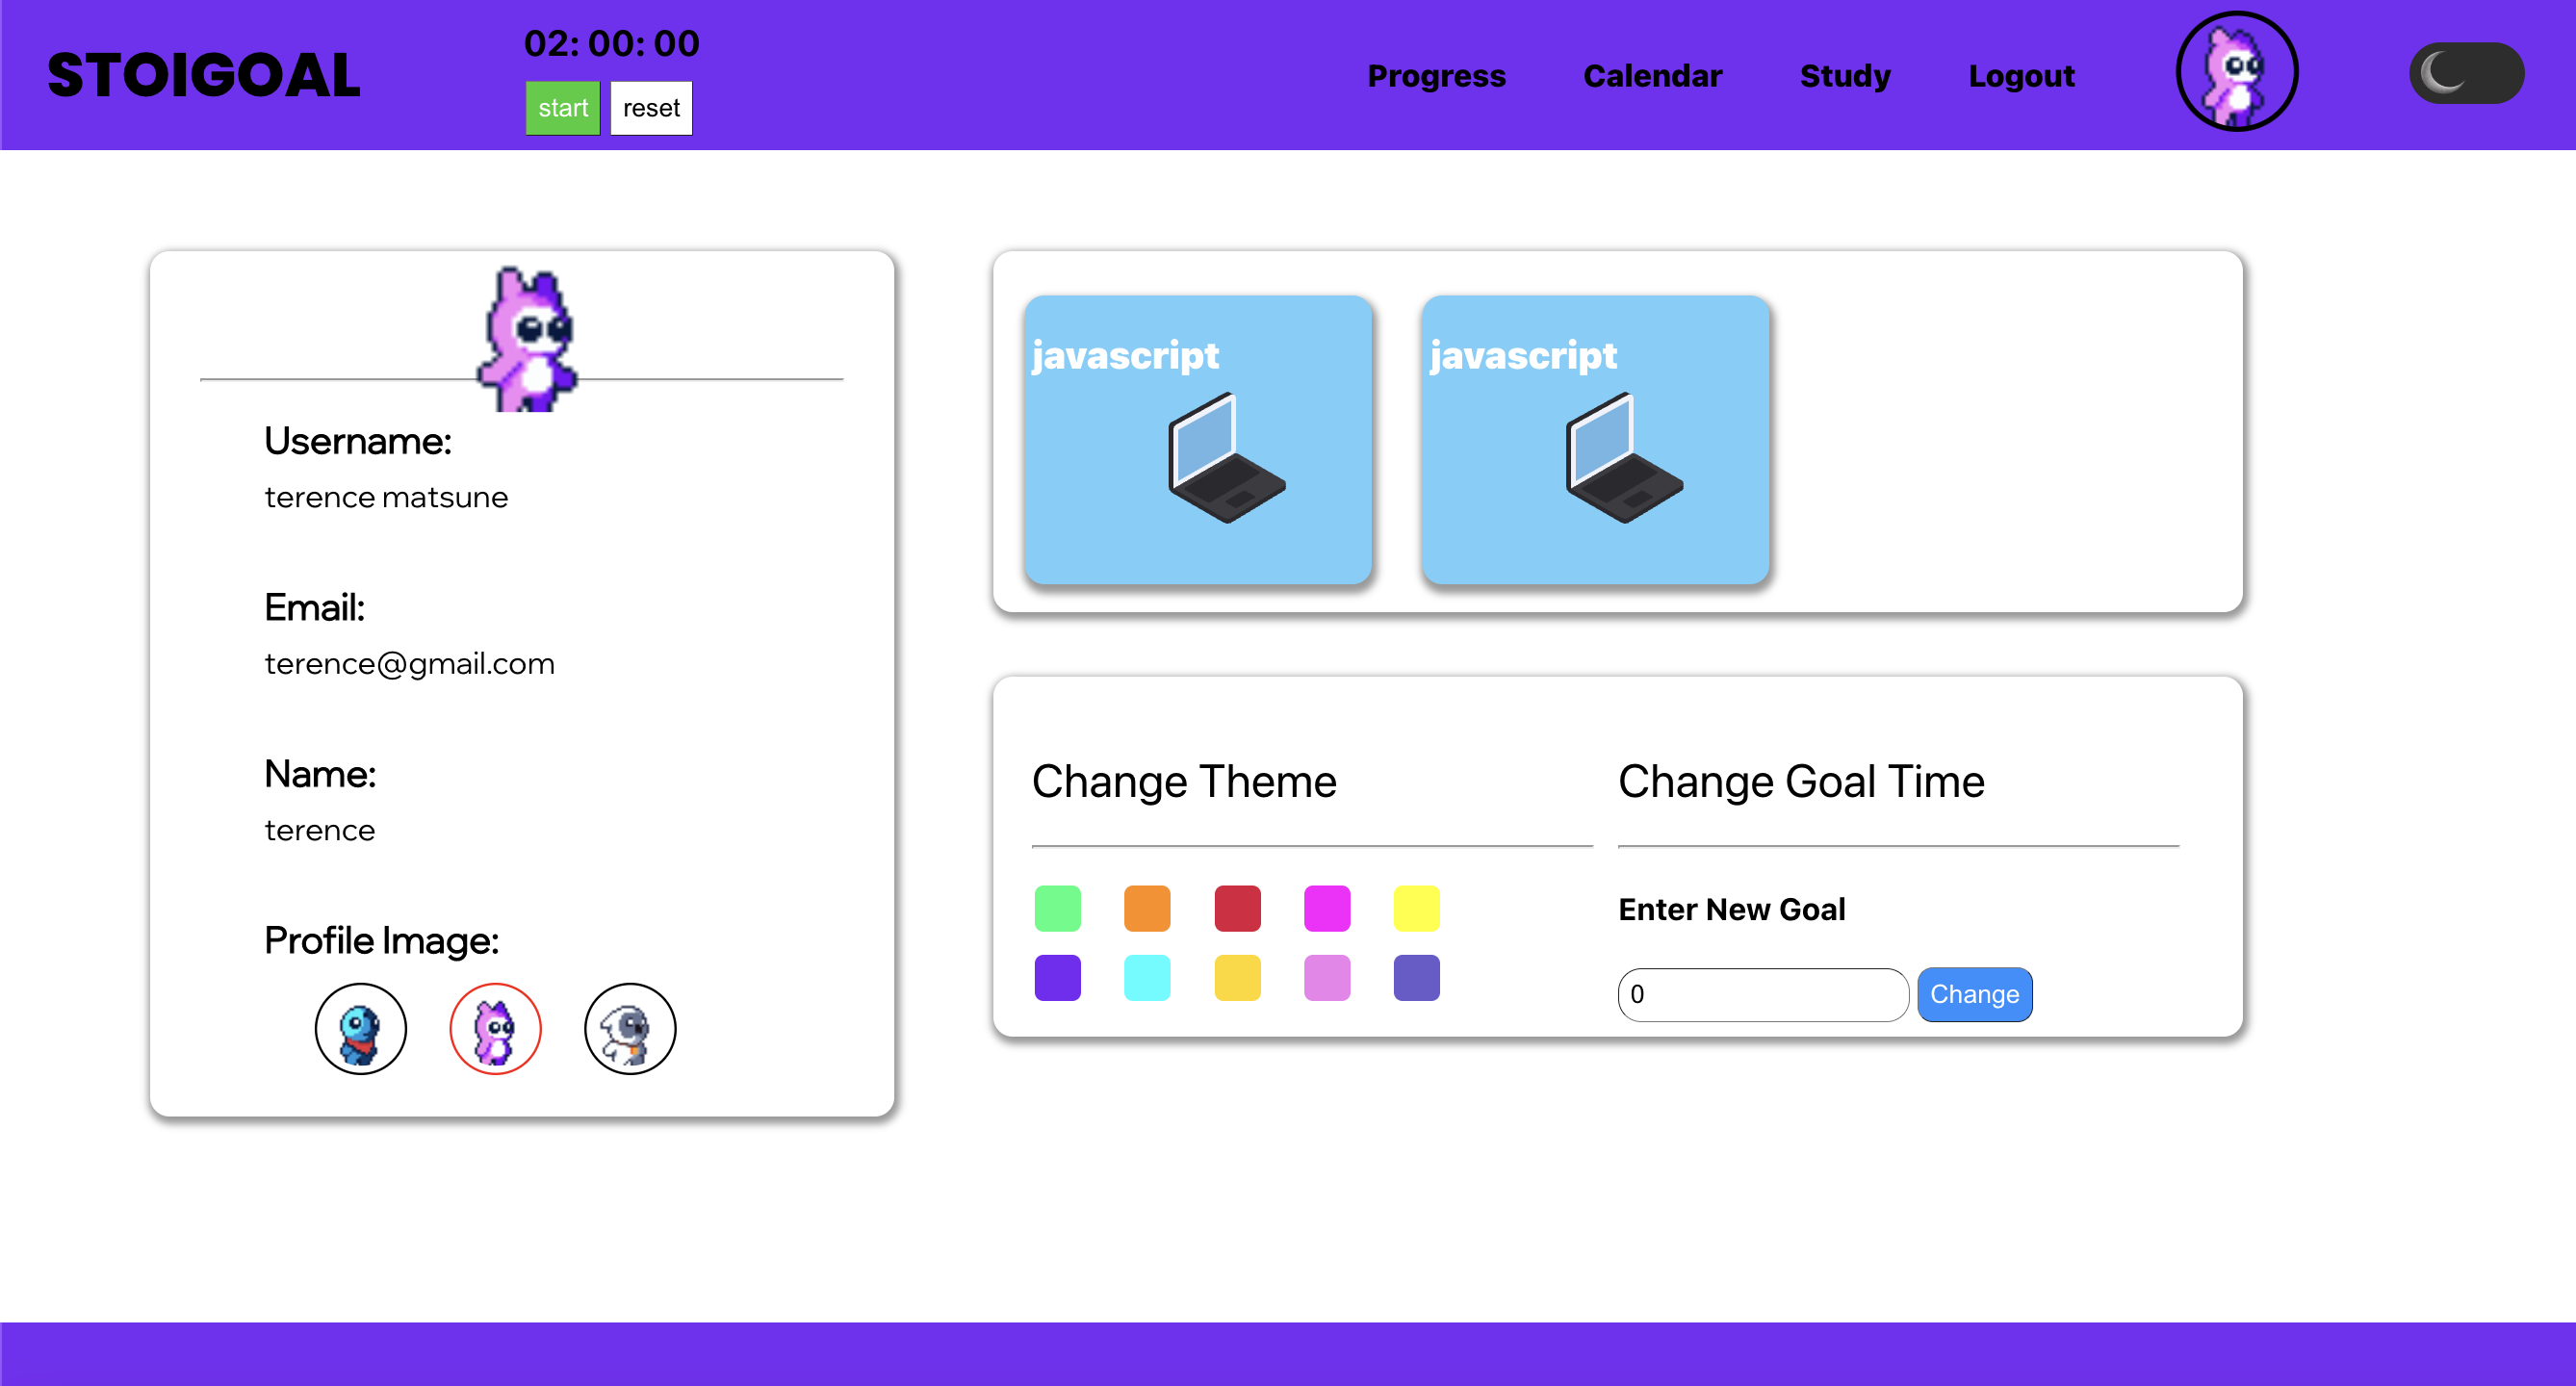 STOIGOAL
02: 00: 00
start reset
Progress Calendar Study Logout
Username:
terence matsune
Email:
terence@gmail.com
Name:
terence
Profile Image:
javascript
javascript
Change Theme
Change Goal Time
Enter New Goal
0 Change